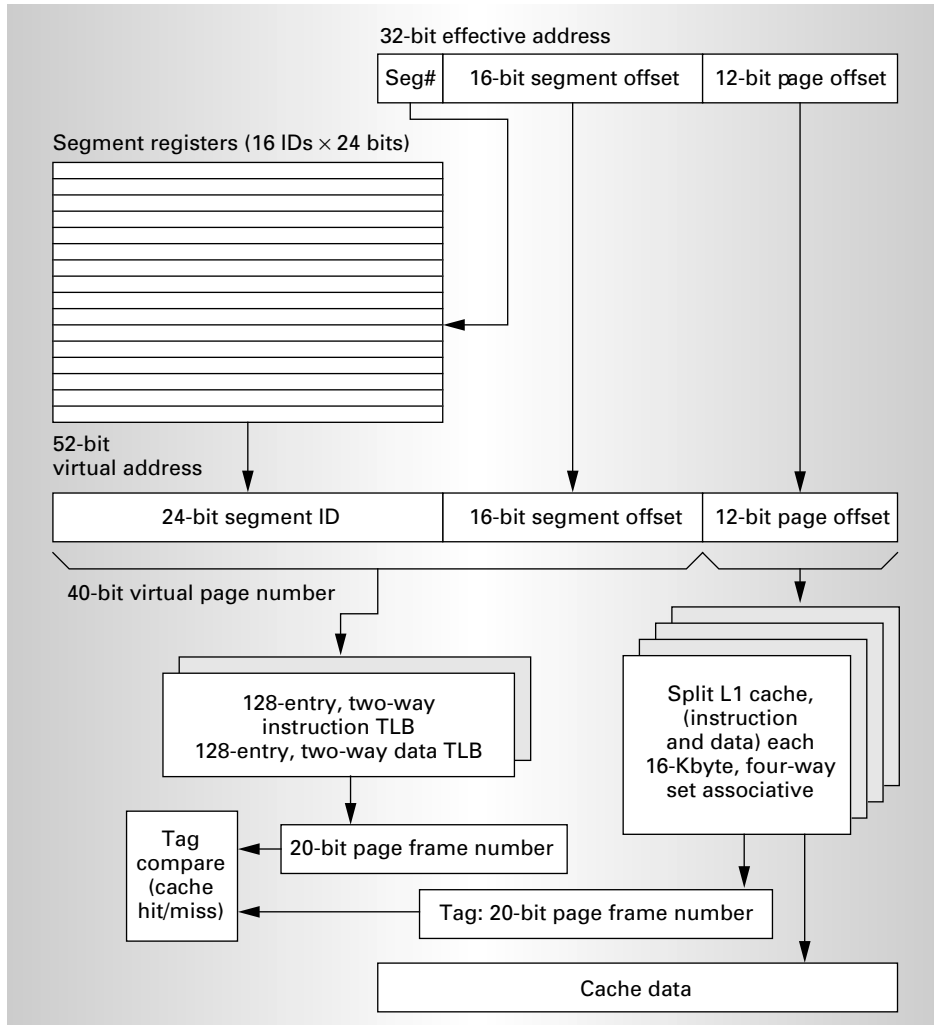 32-bit effective address
Seg# 16-bit segment offset 12-bit page offset
Segment registers (16 IDs × 24 bits)
52-bit
virtual address
24-bit segment ID 16-bit segment offset 12-bit page offset
40-bit virtual page number
128-entry, two-way
instruction TLB
128-entry, two-way data TLB
Split L1 cache,
(instruction
and data) each
16-Kbyte, four-way
set associative
Tag
compare
(cache
hit/miss)
20-bit page frame number
Tag: 20-bit page frame number
Cache data